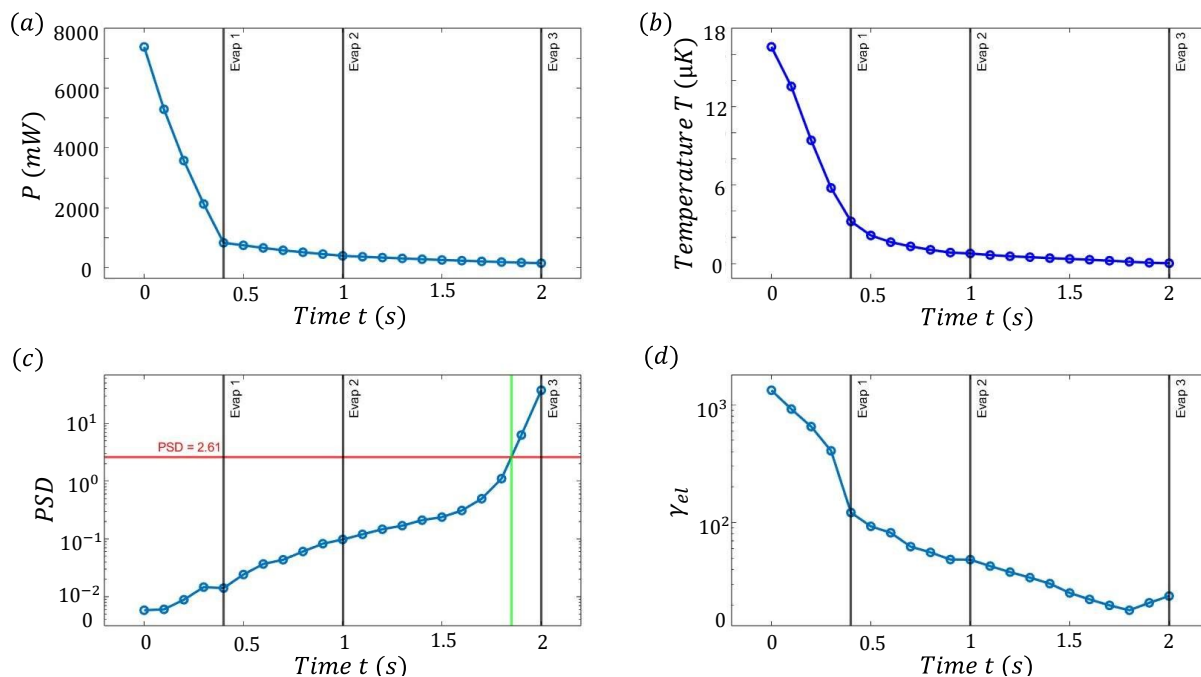 (a)
8000
6000
4000
2000
0
P (mW)
Evap 1
Evap 2
Evap 3
0
0.5
1
1.5
2
Time t (s)
(b)
18
12
6
0
Temperature T (μK)
Evap 1
Evap 2
Evap 3
0
0.5
1
1.5
2
Time t (s)
(c)
10^1
10^0
10^-1
10^-2
0
PSD
PSD = 2.61
Evap 1
Evap 2
Evap 3
0
0.5
1
1.5
2
Time t (s)
(d)
10^3
10^2
0
γ_el
Evap 1
Evap 2
Evap 3
0
0.5
1
1.5
2
Time t (s)